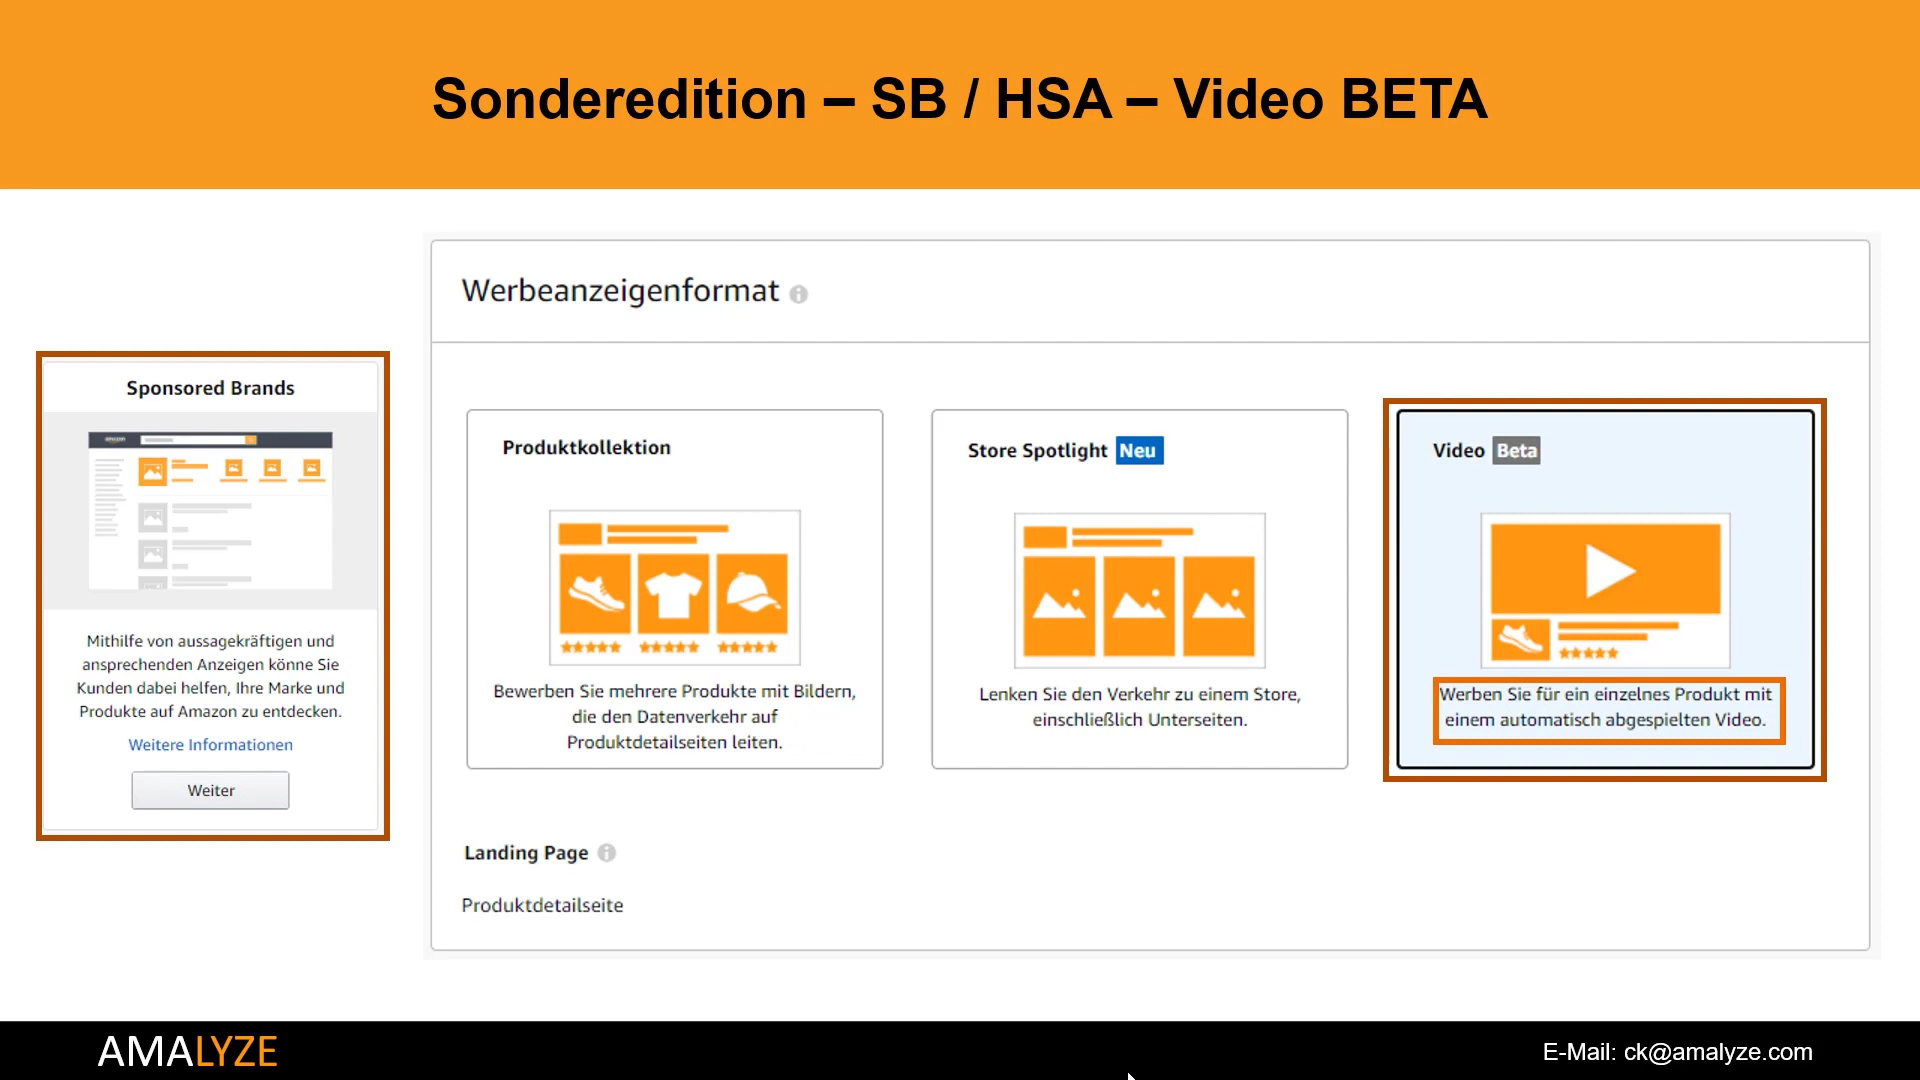 Sonderedition – SB / HSA – Video BETA
Sponsored Brands
Mithilfe von aussagekräftigen und
ansprechenden Anzeigen könne Sie
Kunden dabei helfen, Ihre Marke und
Produkte auf Amazon zu entdecken.
Weitere Informationen
Weiter
Werbeanzeigenformat
Produktkollektion
Bewerben Sie mehrere Produkte mit Bildern,
die den Datenverkehr auf
Produktdetailseiten leiten.
Store Spotlight Neu
Lenken Sie den Verkehr zu einem Store,
einschließlich Unterseiten.
Video Beta
Werben Sie für ein einzelnes Produkt mit
einem automatisch abgespielten Video.
Landing Page
Produktdetailseite
AMALYZE
E-Mail: ck@amalyze.com